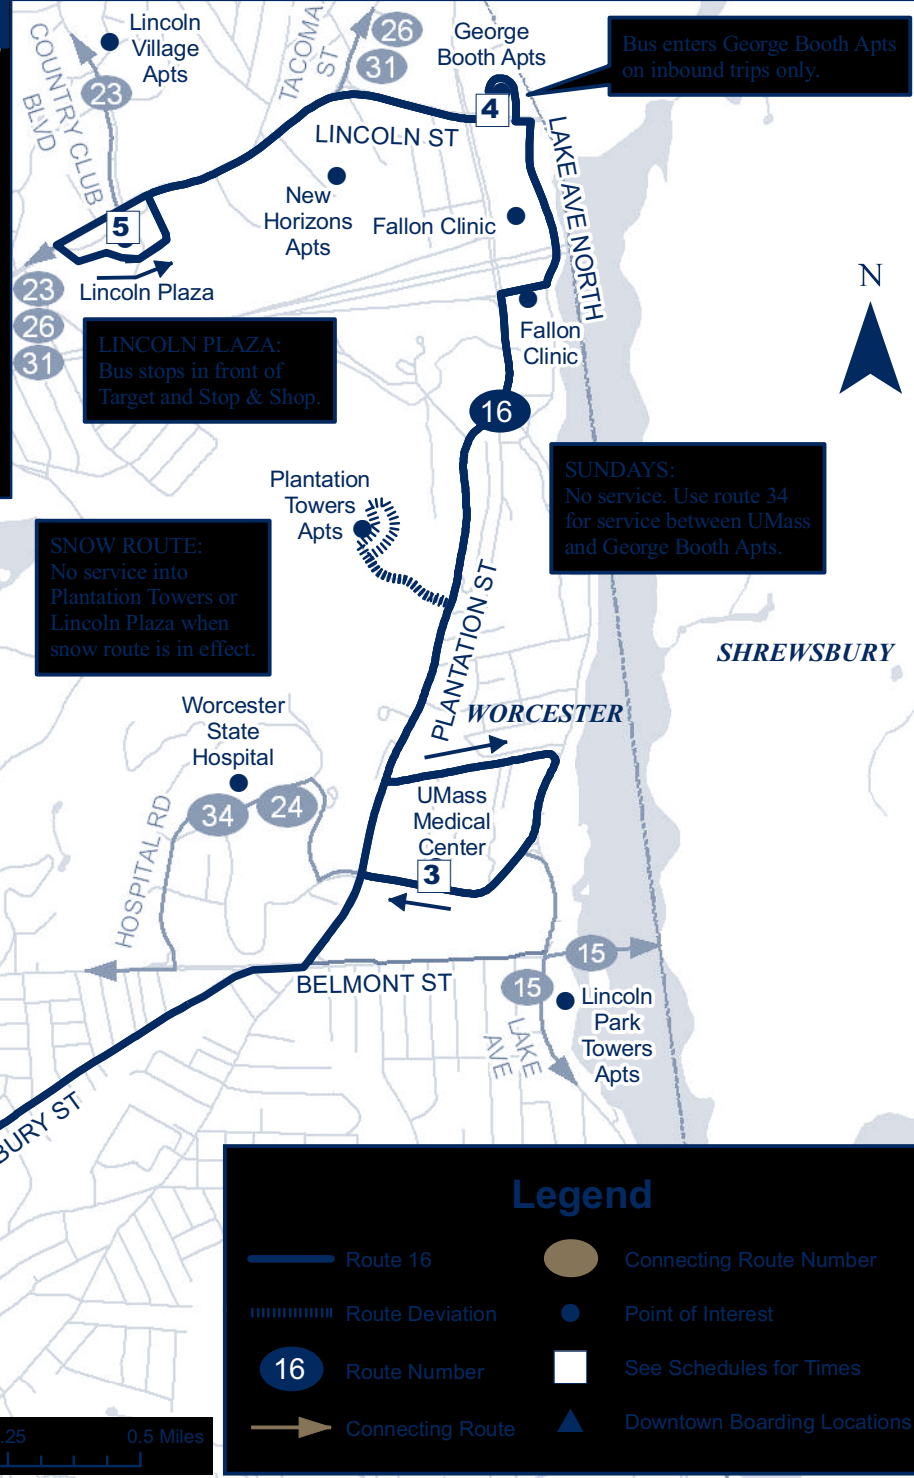 Lincoln
Village
Apts
COUNTRY CLUB
BLVD
23
TACOMA
ST
26
31
George
Booth Apts
Bus enters George Booth Apts
on inbound trips only.
4
LINCOLN ST
LAKE AVE NORTH
New
Horizons
Apts
Fallon Clinic
5
Lincoln Plaza
23
26
31
Fallon
Clinic
N
LINCOLN PLAZA:
Bus stops in front of
Target and Stop & Shop.
16
Plantation
Towers
Apts
SUNDAYS:
No service. Use route 34
for service between UMass
and George Booth Apts.
SNOW ROUTE:
No service into
Plantation Towers or
Lincoln Plaza when
snow route is in effect.
PLANTATION ST
SHREWSBURY
WORCESTER
Worcester
State
Hospital
34
24
HOSPITAL RD
UMass
Medical
Center
3
15
BELMONT ST
15
Lincoln
Park
Towers
Apts
LAKE
AVE
BURY ST
Legend
Route 16
Connecting Route Number
Route Deviation
Point of Interest
16
Route Number
See Schedules for Times
Connecting Route
Downtown Boarding Locations
.25
0.5 Miles